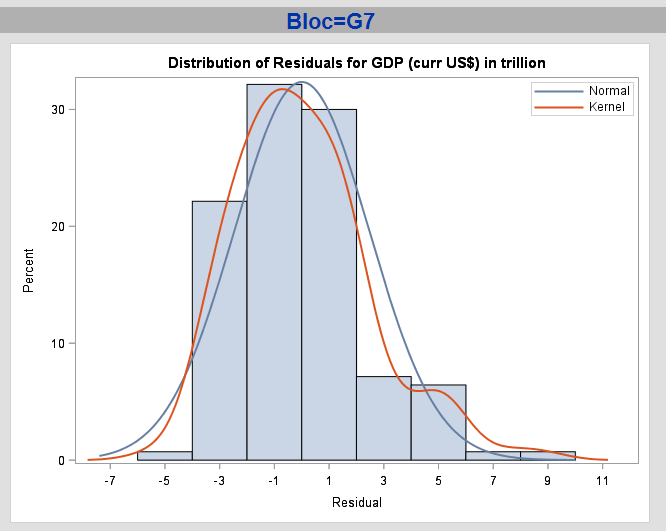 Bloc=G7
Distribution of Residuals for GDP (curr US$) in trillion
Normal
Kernel
30
20
10
0
Percent
-7 -5 -3 -1 1 3 5 7 9 11
Residual